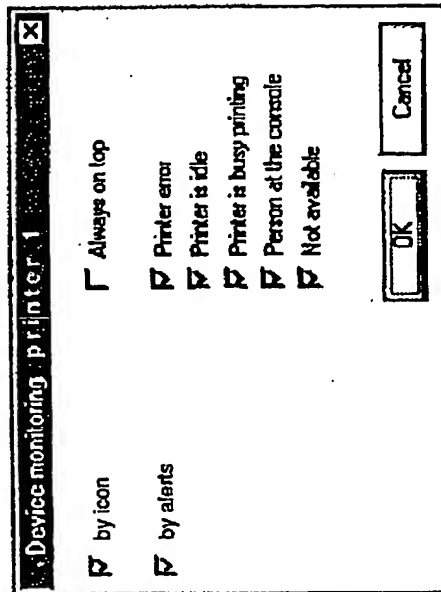 Device monitoring printer 1
by icon
Always on top
by alerts
Printer error
Printer is idle
Printer is busy printing
Person at the console
Not available
OK
Cancel